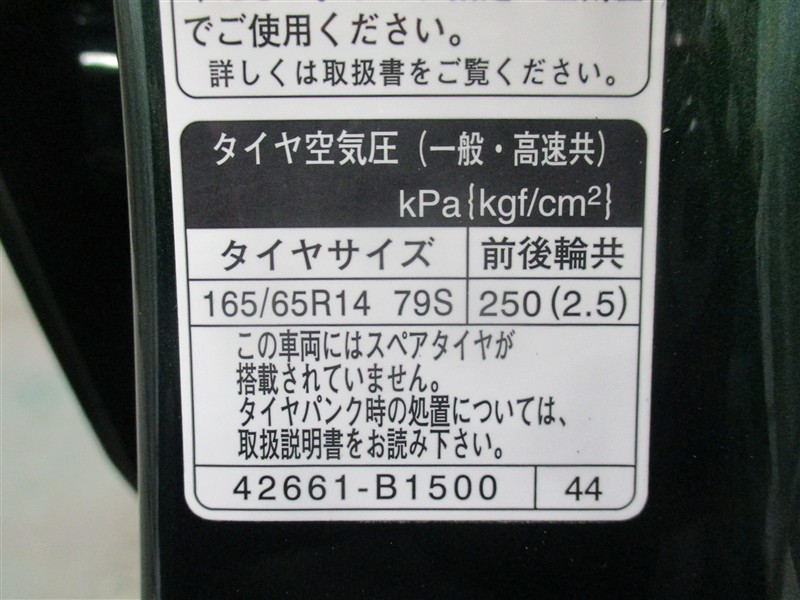 でご使用ください。
詳しくは取扱書をご覧ください。
タイヤ空気圧（一般・高速共）
kPa{kgf/cm²}
タイヤサイズ 前後輪共
165/65R14 79S 250(2.5)
この車両にはスペアタイヤが
搭載されていません。
タイヤパンク時の処置については、
取扱説明書をお読み下さい。
42661-B1500 44